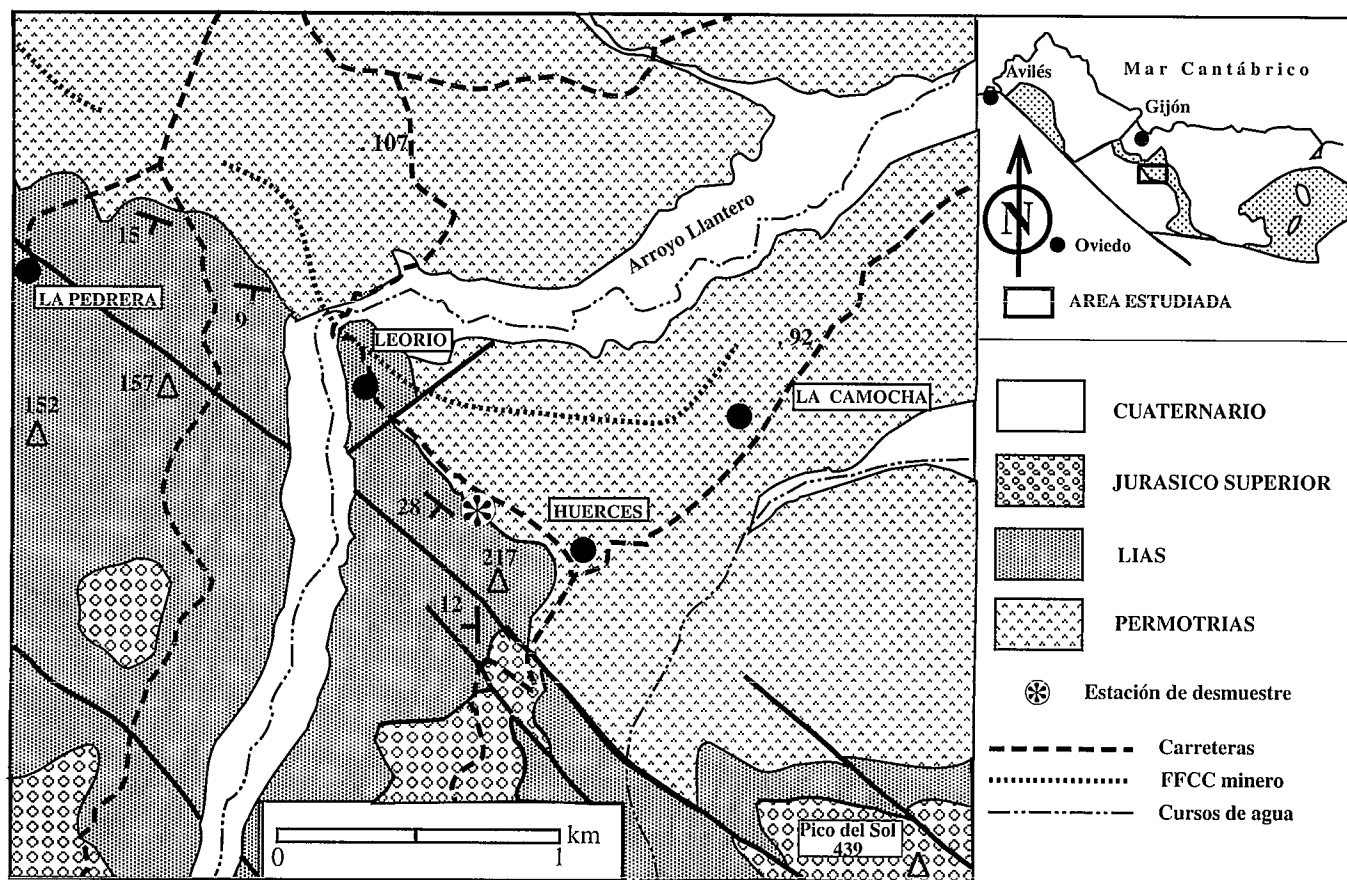 107
Arroyo Llantero
15
LA PEDRERA
9
LEORIO
92
157
152
LA CAMOCHA
28
HUERCES
217
12
km
0
1
Pico del Sol
439
Mar Cantábrico
Avilés
Gijón
N
Oviedo
AREA ESTUDIADA
CUATERNARIO
JURASICO SUPERIOR
LIAS
PERMOTRIAS
Estación de desmuestre
Carreteras
FFCC minero
Cursos de agua